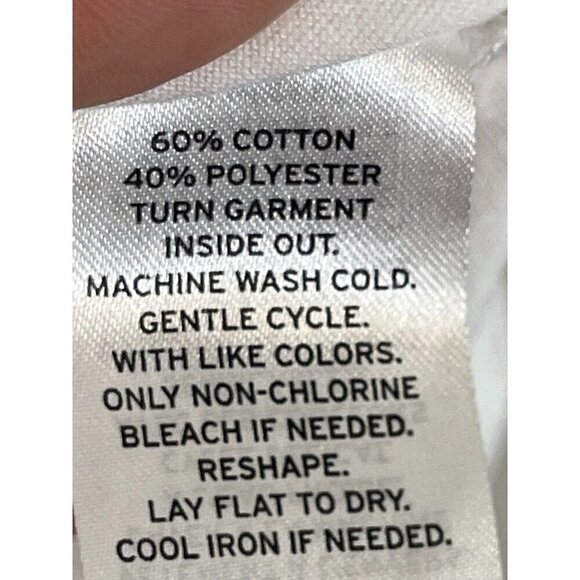 60% COTTON
40% POLYESTER
TURN GARMENT
INSIDE OUT.
MACHINE WASH COLD.
GENTLE CYCLE.
WITH LIKE COLORS.
ONLY NON-CHLORINE
BLEACH IF NEEDED.
RESHAPE.
LAY FLAT TO DRY.
COOL IRON IF NEEDED.